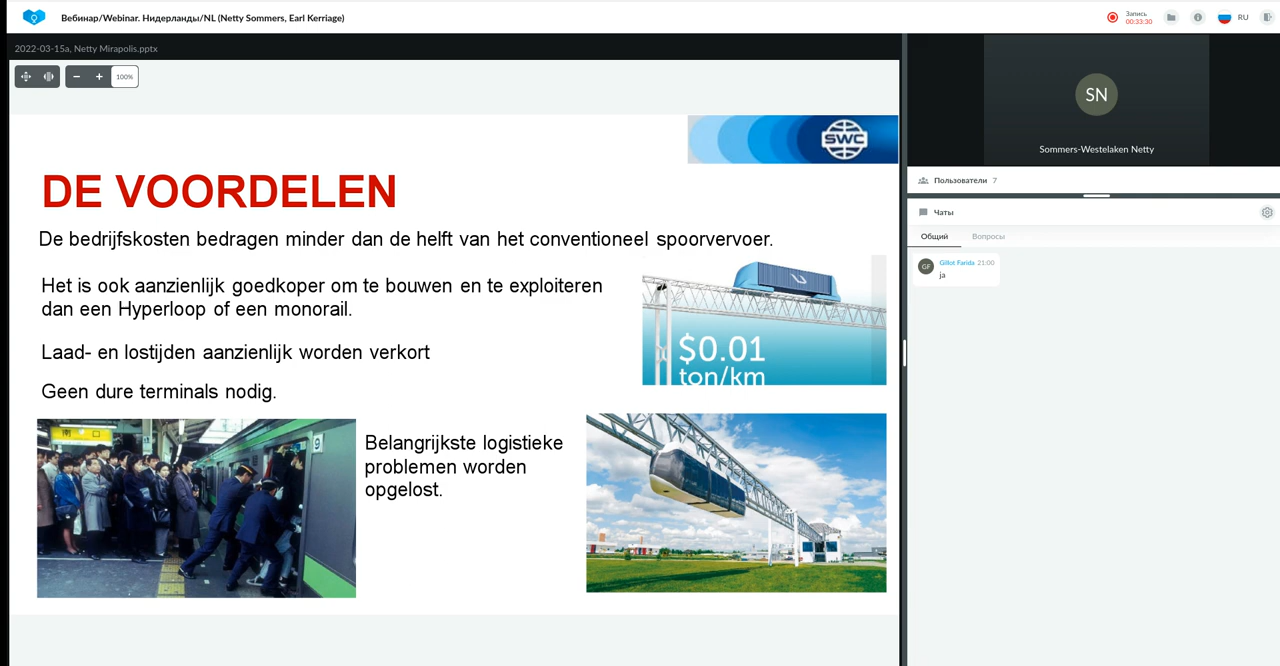 Вебинар/Webinar. Нидерланды/NL (Netty Sommers, Earl Kerriage)
Запись
00:33:30
RU
2022-03-15a, Netty Mirapolis.pptx
100%
SWC
DE VOORDELEN
De bedrijfskosten bedragen minder dan de helft van het conventioneel spoorvervoer.
Het is ook aanzienlijk goedkoper om te bouwen en te exploiteren
dan een Hyperloop of een monorail.
Laad- en lostijden aanzienlijk worden verkort
Geen dure terminals nodig.
$0.01
ton/km
南 口
9
Belangrijkste logistieke
problemen worden
opgelost.
SN
Sommers-Westelaken Netty
Пользователи 7
Чаты
Общий Вопросы
GF
Gillot Farida 21:00
ja